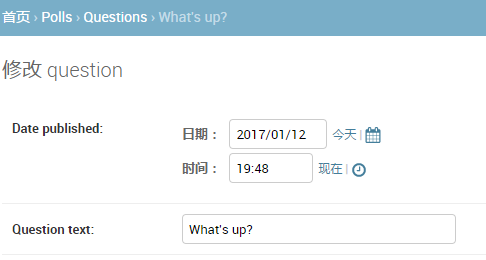 首页 › Polls › Questions › What's up?
修改 question
Date published:
日期： 2017/01/12 今天 |
时间： 19:48 现在 |
Question text: What's up?